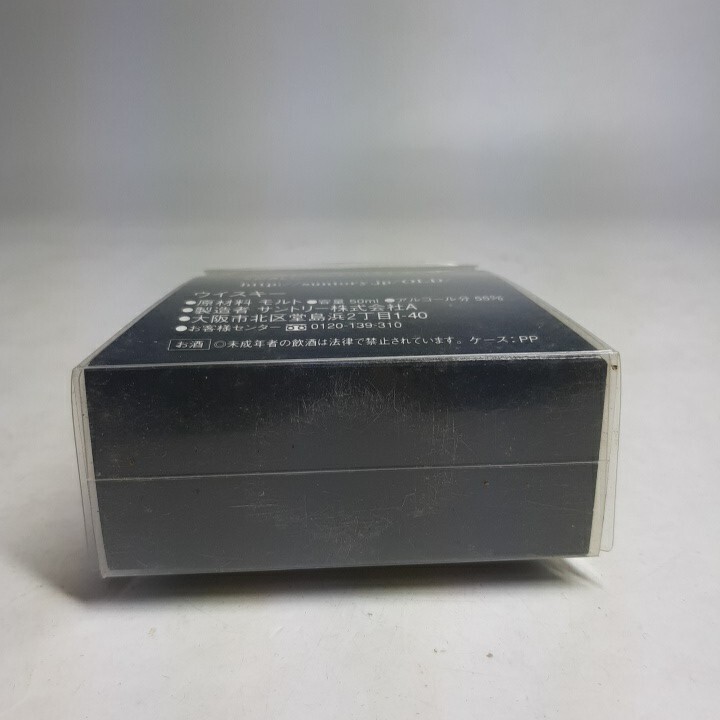 suntory.jp
ウイスキー
●原材料 モルト ●容量 50ml ●アルコール分 55%
●製造者 サントリー株式会社A
●大阪市北区堂島浜2丁目1-40
●お客様センター 0120-139-310
お酒 ◎未成年者の飲酒は法律で禁止されています。 ケース:PP